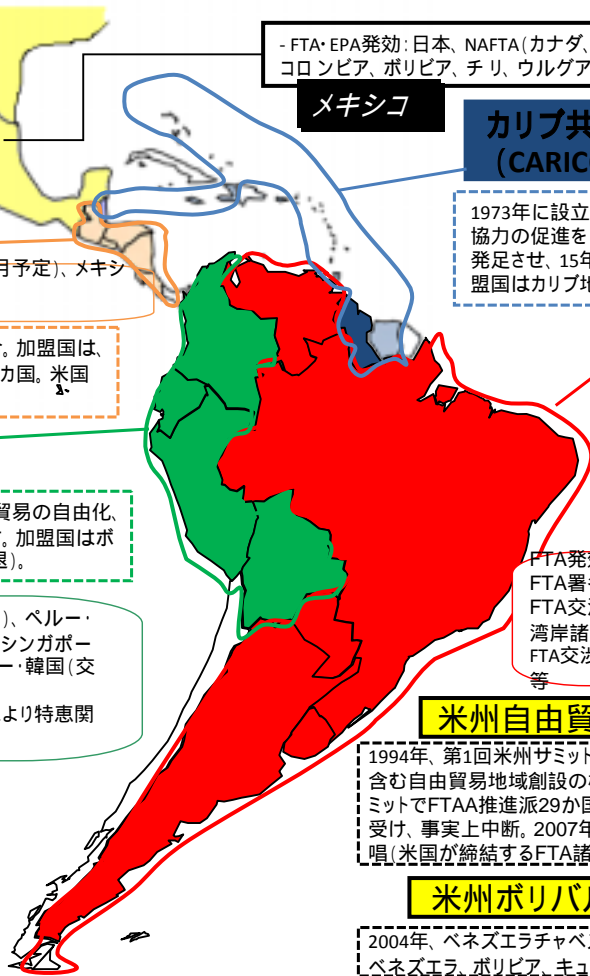 - FTA・EPA発効：日本、NAFTA（カナダ、
コロンビア、ボリビア、チリ、ウルグア
メキシコ
カリブ共
(CARIC
1973年に設立
協力の促進を
発足させ、15年
盟国はカリブ地
月予定）、メキシ
。加盟国は、
カ国。米国
貿易の自由化、
。加盟国はボ
退）。
）、ペルー・
シンガポー
ー・韓国（交
より特恵関
FTA発効
FTA署
FTA交渉
湾岸諸
FTA交渉
等
米州自由貿
1994年、第1回米州サミット
含む自由貿易地域創設の
ミットでFTAA推進派29か国
受け、事実上中断。2007年
唱（米国が締結するFTA諸
米州ボリバル
2004年、ベネズエラチャベス
ベネズエラ、ボリビア、キュ